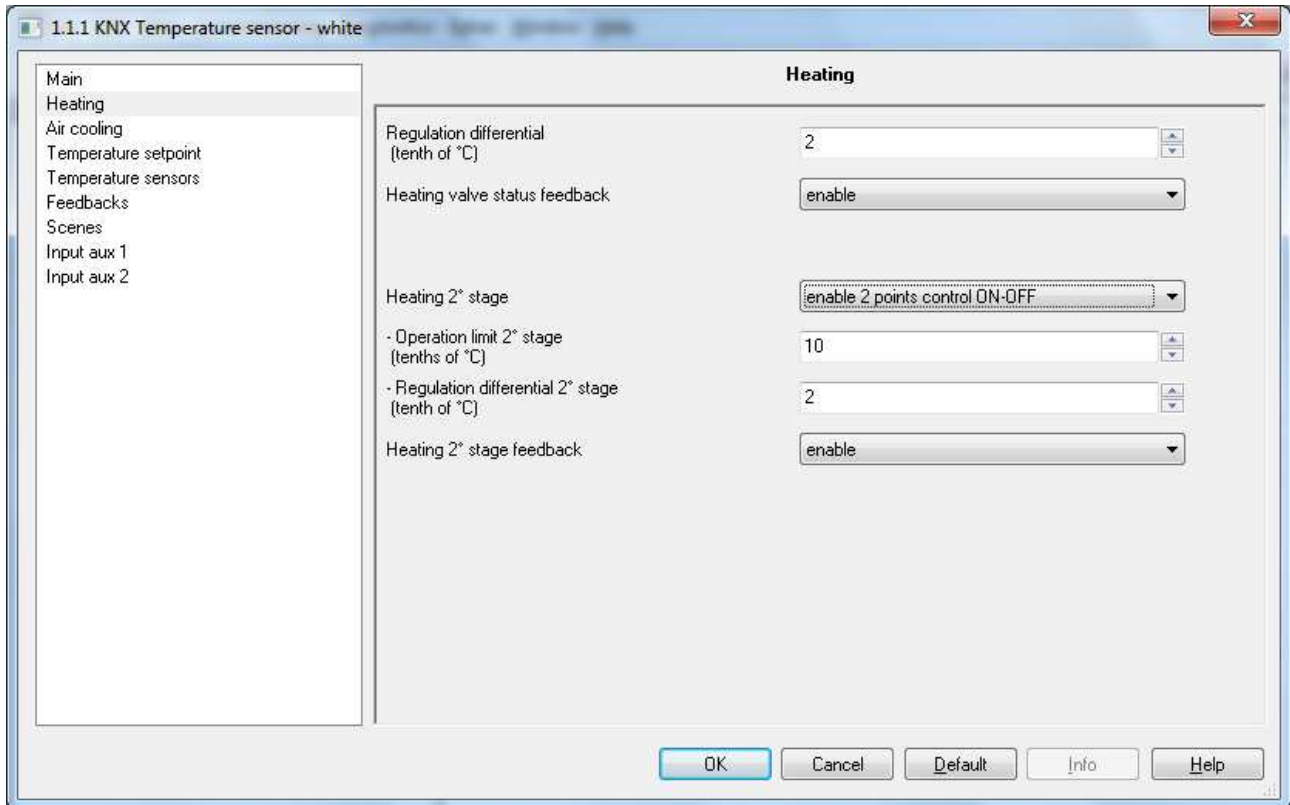 1.1.1 KNX Temperature sensor - white
Main
Heating
Air cooling
Temperature setpoint
Temperature sensors
Feedbacks
Scenes
Input aux 1
Input aux 2
Heating
Regulation differential
(tenth of °C)
2
Heating valve status feedback
enable
Heating 2° stage
enable 2 points control ON-OFF
- Operation limit 2° stage
(tenths of °C)
10
- Regulation differential 2° stage
(tenth of °C)
2
Heating 2° stage feedback
enable
OK
Cancel
Default
Info
Help